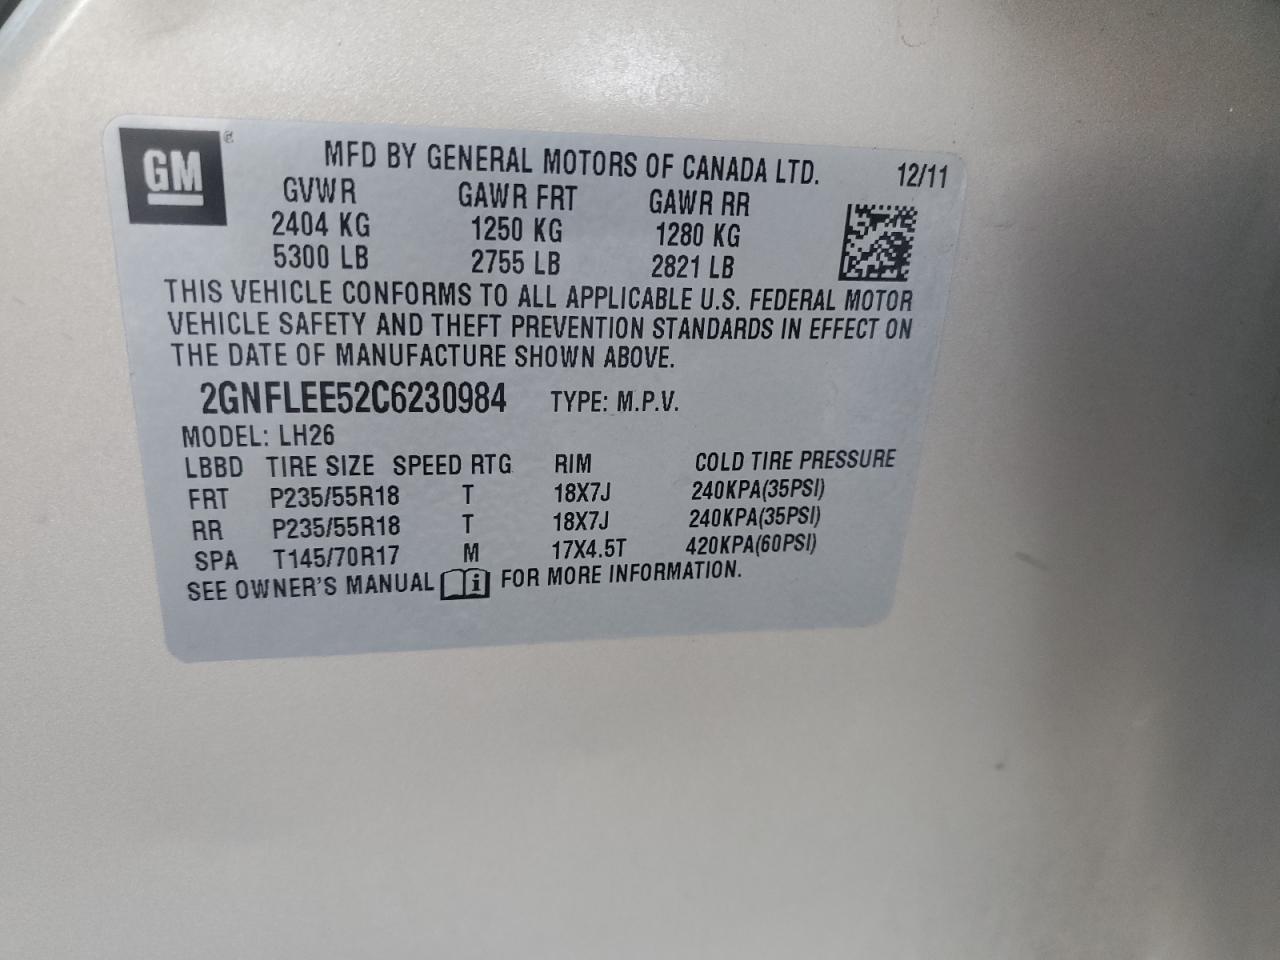 GM ®
MFD BY GENERAL MOTORS OF CANADA LTD. 12/11
GVWR GAWR FRT GAWR RR
2404 KG 1250 KG 1280 KG
5300 LB 2755 LB 2821 LB
THIS VEHICLE CONFORMS TO ALL APPLICABLE U.S. FEDERAL MOTOR
VEHICLE SAFETY AND THEFT PREVENTION STANDARDS IN EFFECT ON
THE DATE OF MANUFACTURE SHOWN ABOVE.
2GNFLEE52C6230984 TYPE: M.P.V.
MODEL: LH26
LBBD TIRE SIZE SPEED RTG RIM COLD TIRE PRESSURE
FRT P235/55R18 T 18X7J 240KPA(35PSI)
RR P235/55R18 T 18X7J 240KPA(35PSI)
SPA T145/70R17 M 17X4.5T 420KPA(60PSI)
SEE OWNER'S MANUAL i FOR MORE INFORMATION.